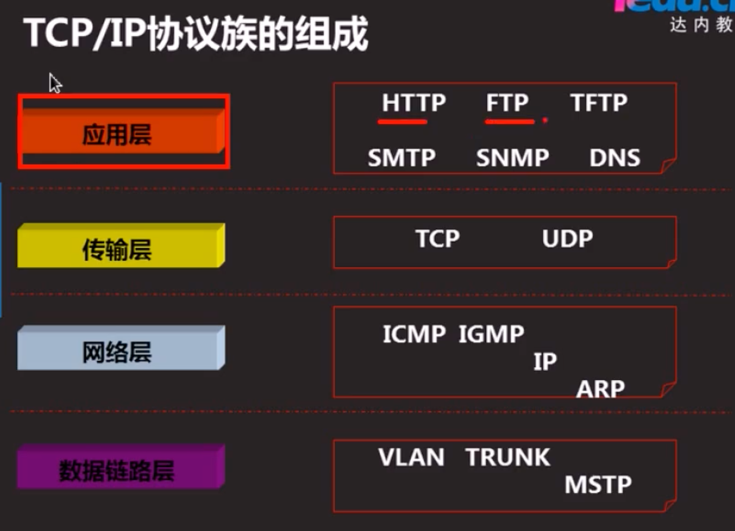 TCP/IP协议族的组成
达内教
应用层
HTTP FTP TFTP
SMTP SNMP DNS
传输层
TCP UDP
网络层
ICMP IGMP
IP
ARP
数据链路层
VLAN TRUNK
MSTP